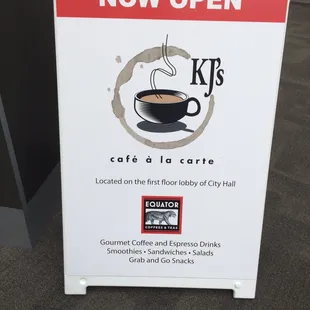 NOW OPEN
KJ's
café à la carte
Located on the first floor lobby of City Hall
EQUATOR
COFFEES & TEAS
Gourmet Coffee and Espresso Drinks
Smoothies • Sandwiches • Salads
Grab and Go Snacks